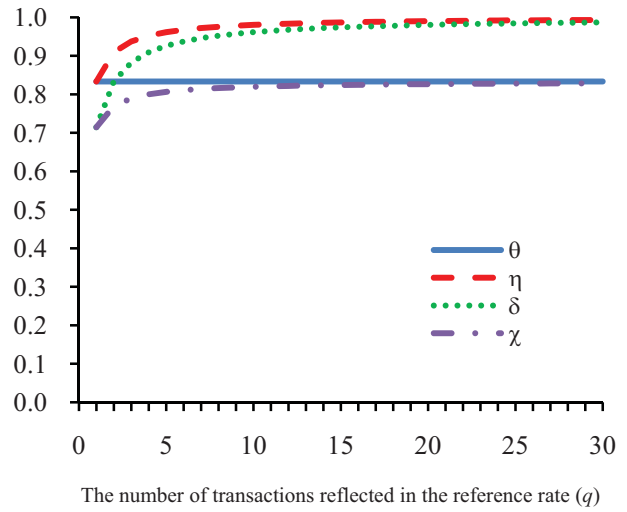 1.0
0.9
0.8
0.7
0.6
0.5
0.4
0.3
0.2
0.1
0.0
θ
η
δ
χ
0 5 10 15 20 25 30
The number of transactions reflected in the reference rate (q)